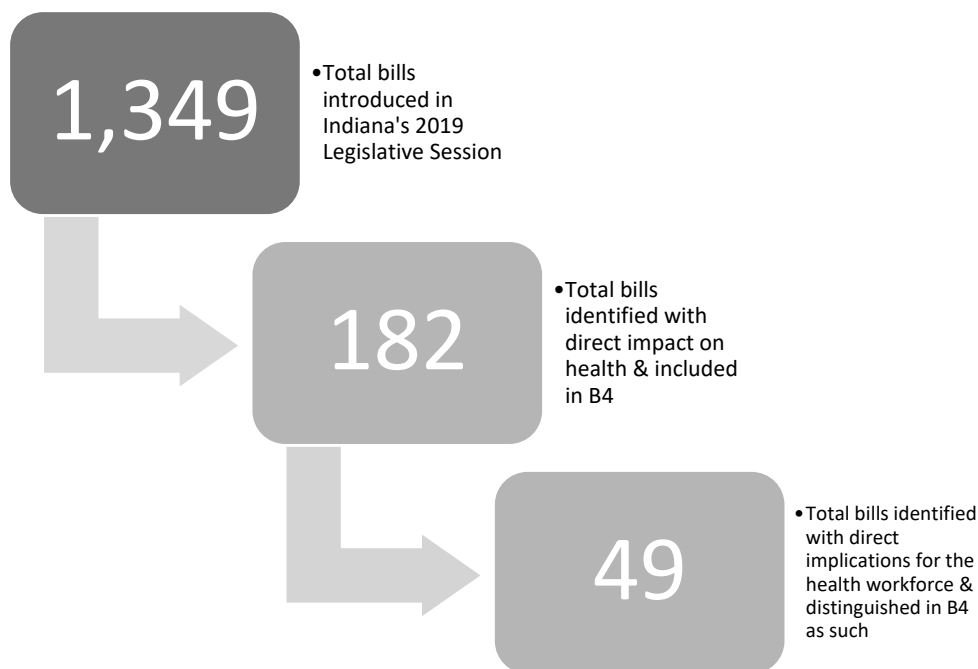 1,349
•Total bills
introduced in
Indiana's 2019
Legislative Session
182
•Total bills
identified with
direct impact on
health & included
in B4
49
•Total bills identified
with direct
implications for the
health workforce &
distinguished in B4
as such